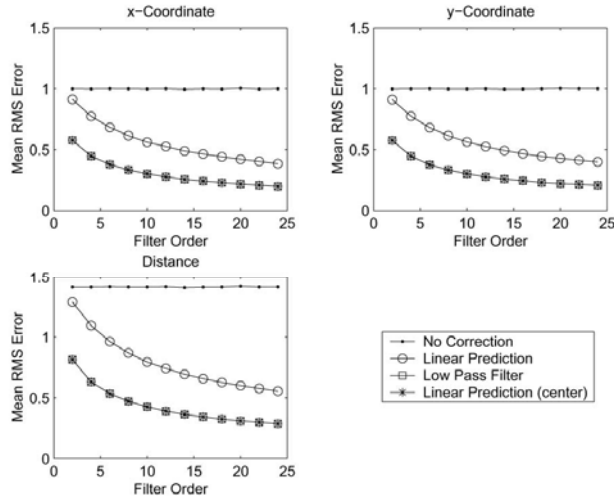 x−Coordinate
1.5
1
0.5
0
Mean RMS Error
0 5 10 15 20 25
Filter Order
y−Coordinate
1.5
1
0.5
0
Mean RMS Error
0 5 10 15 20 25
Filter Order
Distance
1.5
1
0.5
0
Mean RMS Error
0 5 10 15 20 25
Filter Order
No Correction
Linear Prediction
Low Pass Filter
Linear Prediction (center)